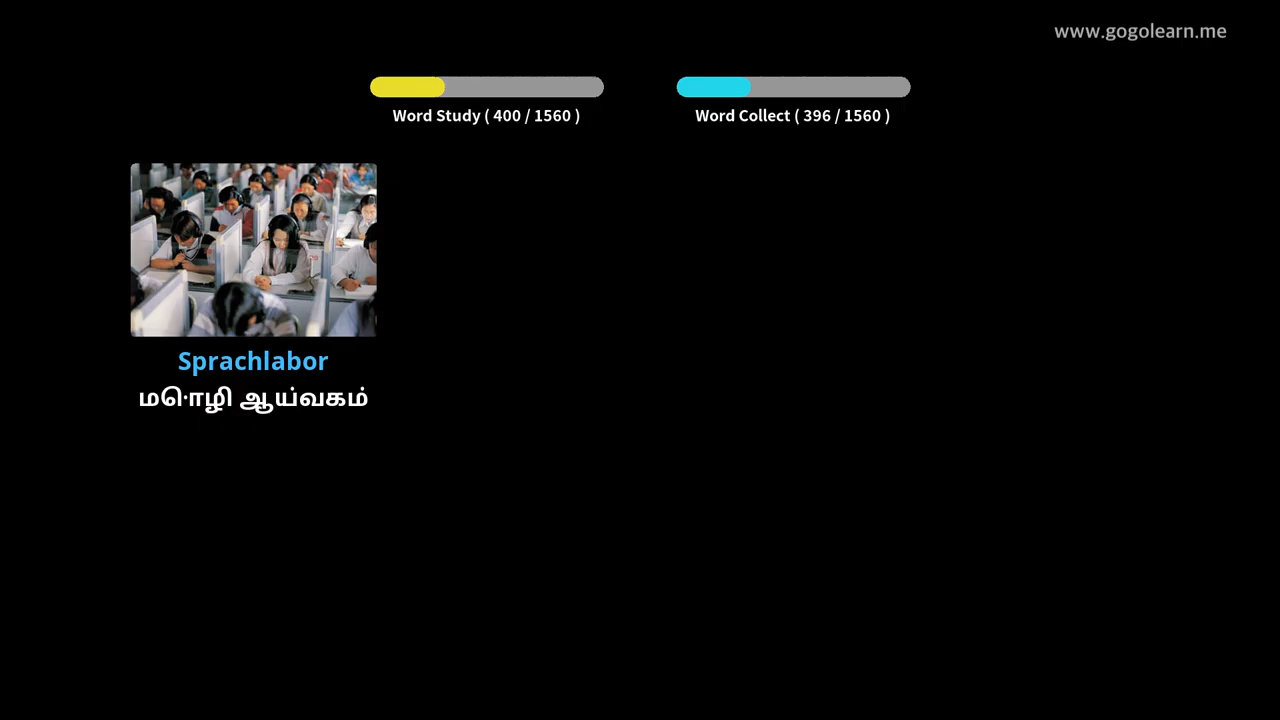 www.gogolearn.me
Word Study ( 400 / 1560 )
Word Collect ( 396 / 1560 )
Sprachlabor
மொழி ஆய்வகம்